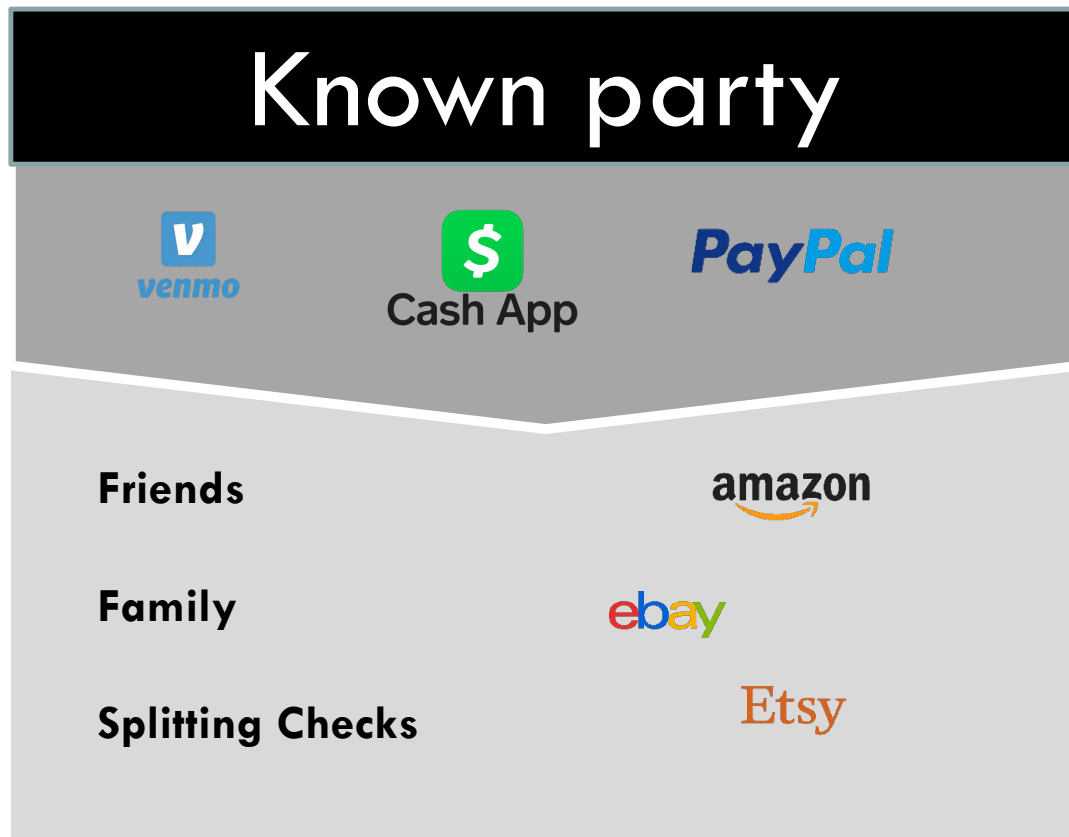 Known party
V
venmo
$
Cash App
PayPal
Friends
amazon
Family
ebay
Splitting Checks
Etsy